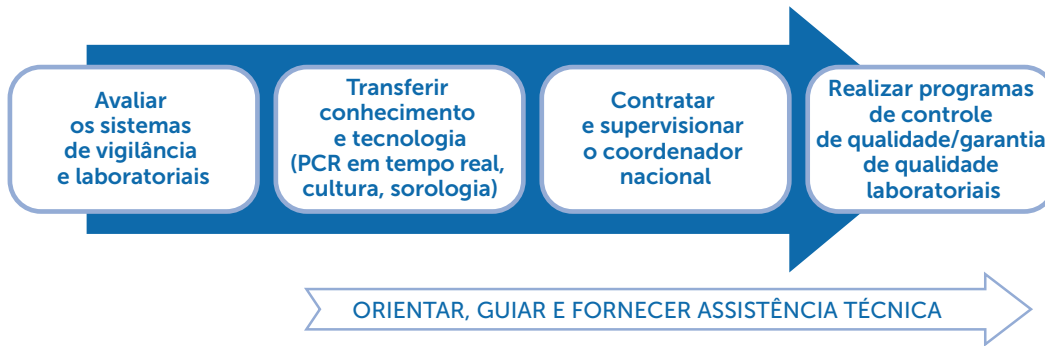 Avaliar
os sistemas
de vigilância
e laboratoriais
Transferir
conhecimento
e tecnologia
(PCR em tempo real,
cultura, sorologia)
Contratar
e supervisionar
o coordenador
nacional
Realizar programas
de controle
de qualidade/garantia
de qualidade
laboratoriais
ORIENTAR, GUIAR E FORNECER ASSISTÊNCIA TÉCNICA